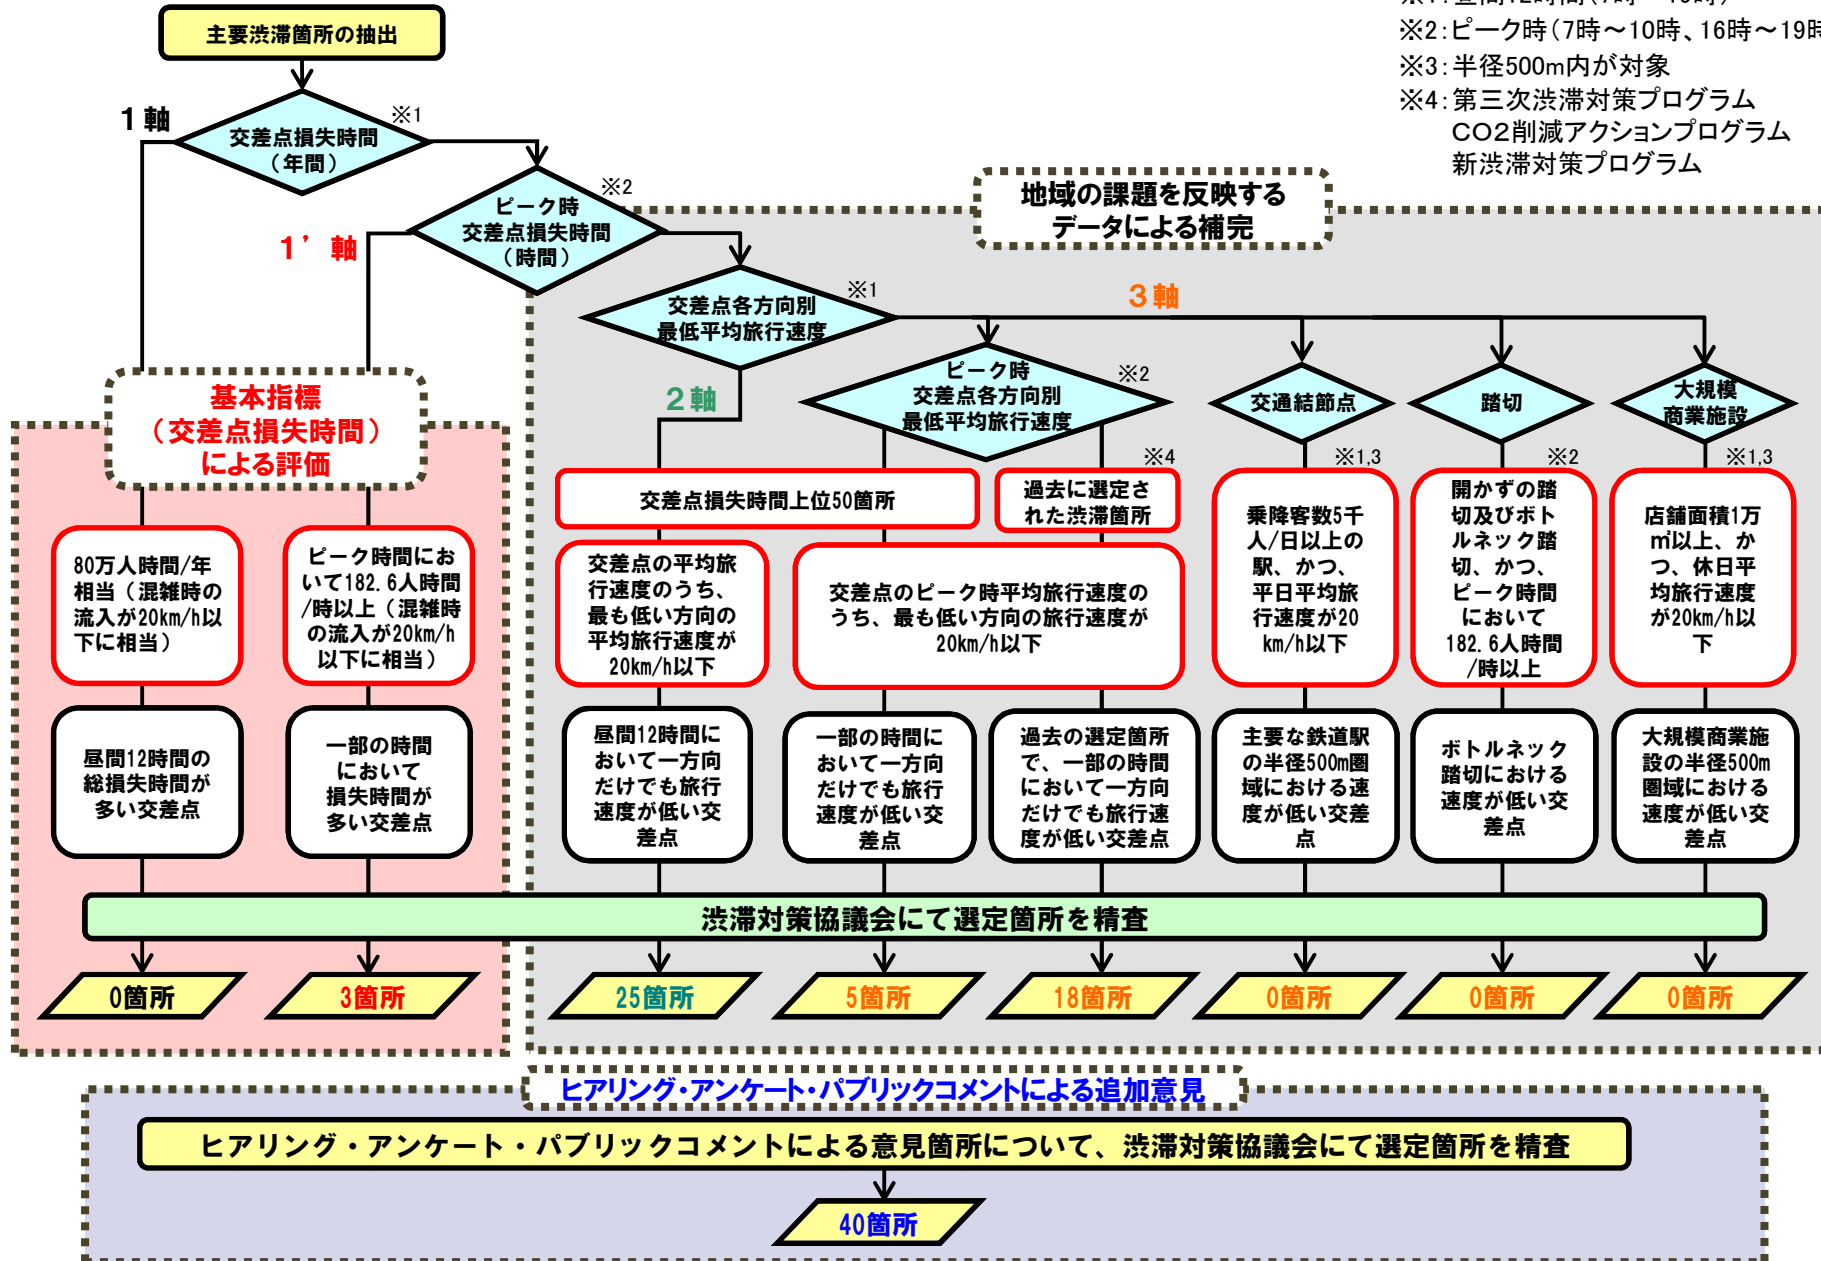 主要渋滞箇所の抽出
※2:ピーク時(7時～10時、16時～19時
※3:半径500m内が対象
※4:第三次渋滞対策プログラム
CO2削減アクションプログラム
新渋滞対策プログラム
1軸
※1
交差点損失時間
(年間)
※2
ピーク時
交差点損失時間
(時間)
1’軸
地域の課題を反映する
データによる補完
※1
交差点各方向別
最低平均旅行速度
3軸
2軸
※2
ピーク時
交差点各方向別
最低平均旅行速度
交通結節点
踏切
大規模
商業施設
基本指標
(交差点損失時間)
による評価
※4
※1,3
※2
※1,3
交差点損失時間上位50箇所
過去に選定さ
れた渋滞箇所
80万人時間/年
相当(混雑時の
流入が20km/h以
下に相当)
ピーク時間にお
いて182.6人時間
/時以上(混雑時
の流入が20km/h
以下に相当)
交差点の平均旅
行速度のうち、
最も低い方向の
平均旅行速度が
20km/h以下
交差点のピーク時平均旅行速度の
うち、最も低い方向の旅行速度が
20km/h以下
乗降客数5千
人/日以上の
駅、かつ、
平日平均旅
行速度が20
km/h以下
開かずの踏
切及びボト
ルネック踏
切、かつ、
ピーク時間
において
182.6人時間
/時以上
店舗面積1万
㎡以上、か
つ、休日平
均旅行速度
が20km/h以
下
昼間12時間の
総損失時間が
多い交差点
一部の時間
において
損失時間が
多い交差点
昼間12時間に
おいて一方向
だけでも旅行
速度が低い交
差点
一部の時間に
おいて一方向
だけでも旅行
速度が低い交
差点
過去の選定箇所
で、一部の時間
において一方向
だけでも旅行速
度が低い交差点
主要な鉄道駅
の半径500m圏
域における速
度が低い交差
点
ボトルネック
踏切における
速度が低い交
差点
大規模商業施
設の半径500m
圏域における
速度が低い交
差点
渋滞対策協議会にて選定箇所を精査
0箇所
3箇所
25箇所
5箇所
18箇所
0箇所
0箇所
0箇所
ヒアリング・アンケート・パブリックコメントによる追加意見
ヒアリング・アンケート・パブリックコメントによる意見箇所について、渋滞対策協議会にて選定箇所を精査
40箇所